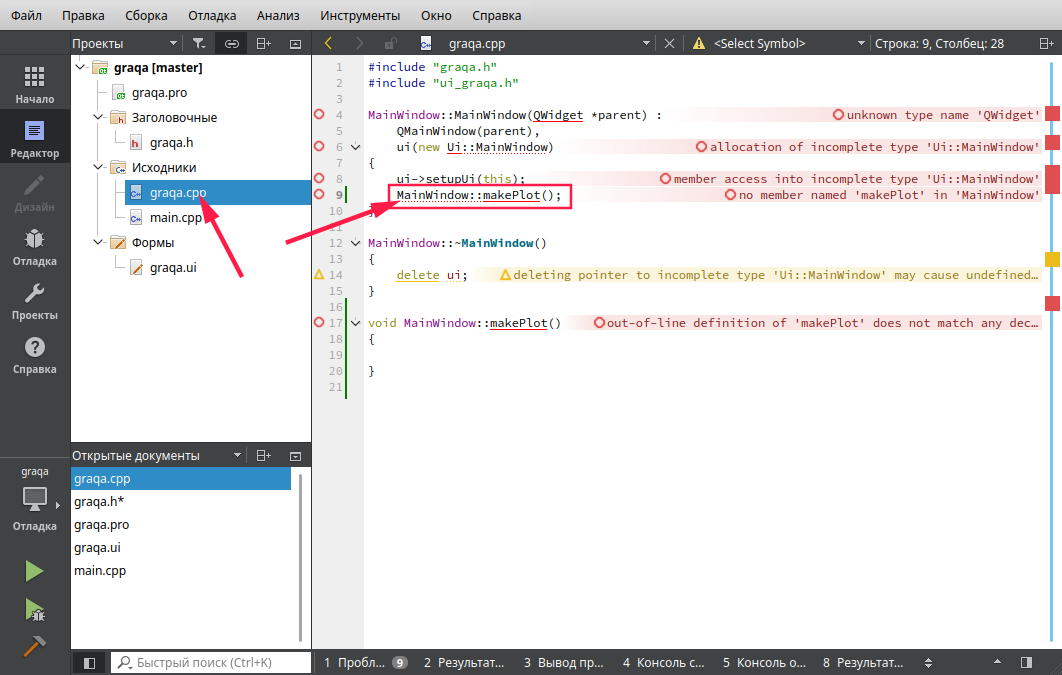 Файл Правка Сборка Отладка Анализ Инструменты Окно Справка
Проекты
graqa.cpp
<Select Symbol>
Строка: 9, Столбец: 28
Начало
Редактор
Дизайн
Отладка
Проекты
Справка
graqa
Отладка
graqa [master]
graqa.pro
Заголовочные
graqa.h
Исходники
graqa.cpp
main.cpp
Формы
graqa.ui
Открытые документы
graqa.cpp
graqa.h*
graqa.pro
graqa.ui
main.cpp
1 #include "graqa.h"
2 #include "ui_graqa.h"
3
4 MainWindow::MainWindow(QWidget *parent) : unknown type name 'QWidget'
5 QMainWindow(parent),
6 ui(new Ui::MainWindow) allocation of incomplete type 'Ui::MainWindow'
7 {
8 ui->setupUi(this); member access into incomplete type 'Ui::MainWindow'
9 MainWindow::makePlot(); no member named 'makePlot' in 'MainWindow'
10 }
11
12 MainWindow::~MainWindow()
13 {
14 delete ui; deleting pointer to incomplete type 'Ui::MainWindow' may cause undefined…
15 }
16
17 void MainWindow::makePlot() out-of-line definition of 'makePlot' does not match any dec…
18 {
19
20 }
21
Быстрый поиск (Ctrl+K)
1 Пробл… 9 2 Результат… 3 Вывод пр… 4 Консоль с… 5 Консоль о… 8 Результат…